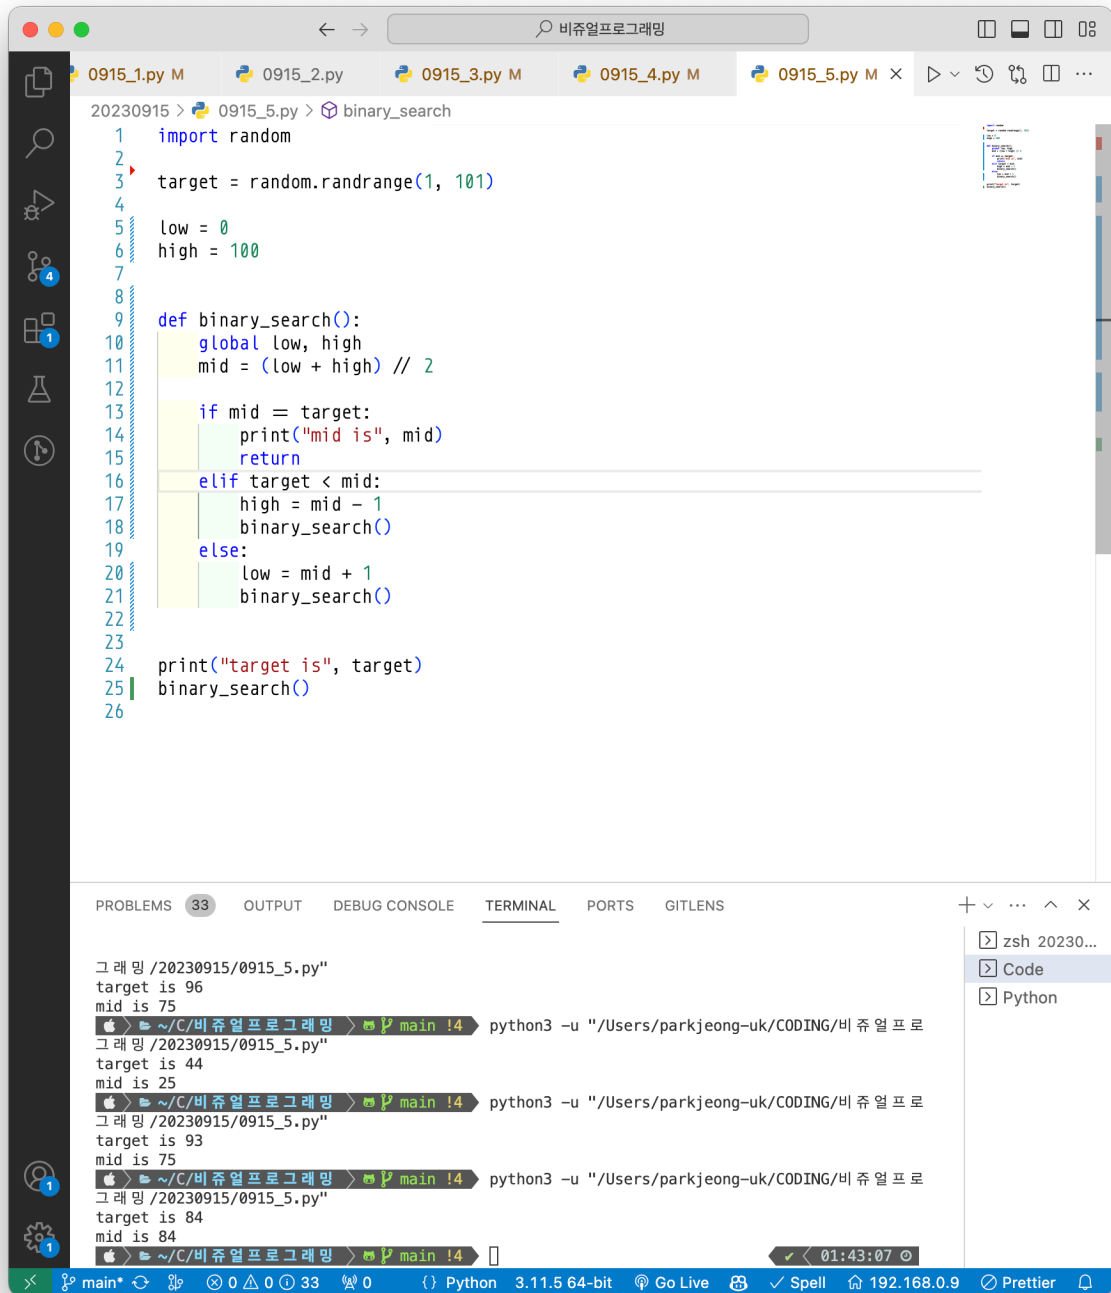 비쥬얼프로그래밍
0915_1.py M
0915_2.py
0915_3.py M
0915_4.py M
0915_5.py M
20230915 > 0915_5.py > binary_search
1 import random
2
3 target = random.randrange(1, 101)
4
5 low = 0
6 high = 100
7
8
9 def binary_search():
10 global low, high
11 mid = (low + high) // 2
12
13 if mid == target:
14 print("mid is", mid)
15 return
16 elif target < mid:
17 high = mid - 1
18 binary_search()
19 else:
20 low = mid + 1
21 binary_search()
22
23
24 print("target is", target)
25 binary_search()
26
4
1
PROBLEMS 33 OUTPUT DEBUG CONSOLE TERMINAL PORTS GITLENS
그래밍/20230915/0915_5.py"
target is 96
mid is 75
~/C/비쥬얼프로그래밍 main !4 python3 -u "/Users/parkjeong-uk/CODING/비쥬얼프로
그래밍/20230915/0915_5.py"
target is 44
mid is 25
~/C/비쥬얼프로그래밍 main !4 python3 -u "/Users/parkjeong-uk/CODING/비쥬얼프로
그래밍/20230915/0915_5.py"
target is 93
mid is 75
~/C/비쥬얼프로그래밍 main !4 python3 -u "/Users/parkjeong-uk/CODING/비쥬얼프로
그래밍/20230915/0915_5.py"
target is 84
mid is 84
~/C/비쥬얼프로그래밍 main !4 01:43:07
zsh 20230...
Code
Python
1
1
main* 0 0 33 0 {} Python 3.11.5 64-bit Go Live Spell 192.168.0.9 Prettier